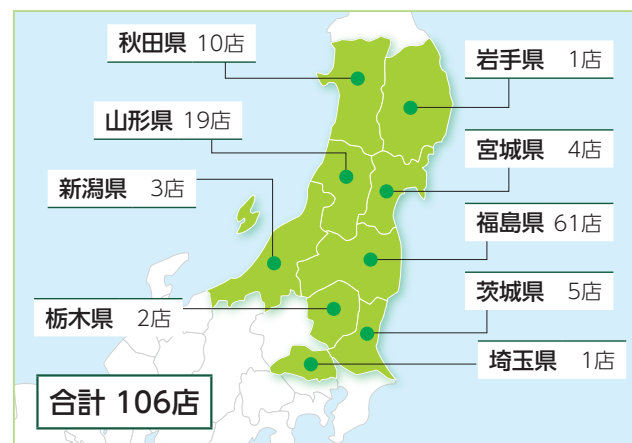 秋田県 10店
岩手県 1店
山形県 19店
宮城県 4店
新潟県 3店
福島県 61店
茨城県 5店
栃木県 2店
埼玉県 1店
合計 106店